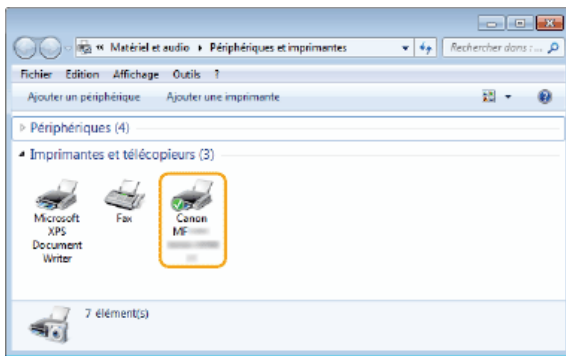 « Matériel et audio ▸ Périphériques et imprimantes
Rechercher dans : ...
Fichier Edition Affichage Outils ?
Ajouter un périphérique Ajouter une imprimante
Périphériques (4)
Imprimantes et télécopieurs (3)
Microsoft XPS Document Writer
Fax
Canon MF
7 élément(s)